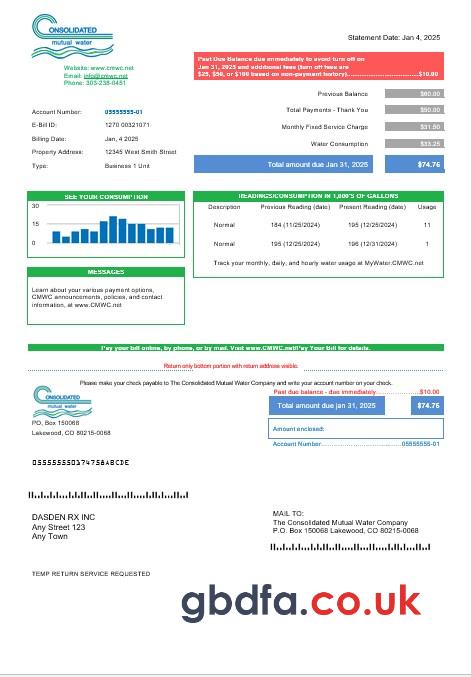 CONSOLIDATED
mutual water
Website: www.cmwc.net
Email: info@cmwc.net
Phone: 303-238-0451
Statement Date: Jan 4, 2025
Past Due Balance due immediately to avoid turn off on
Jan 31, 2025 and additional fees (turn off fees are
$25, $50, or $100 based on non-payment history)..............................$10.00
Previous Balance $60.00
Total Payments - Thank You $50.00
Monthly Fixed Service Charge $31.50
Water Consumption $33.25
Total amount due Jan 31, 2025 $74.76
Account Number: 05555555-01
E-Bill ID: 1270 00321071
Billing Date: Jan, 4 2025
Property Address: 12345 West Smith Street
Type: Business 1 Unit
SEE YOUR CONSUMPTION
30
15
0
READINGS/CONSUMPTION IN 1,000'S OF GALLONS
Description Previous Reading (date) Present Reading (date) Usage
Normal 184 (11/25/2024) 195 (12/25/2024) 11
Normal 195 (12/25/2024) 196 (12/31/2024) 1
Track your monthly, daily, and hourly water usage at MyWater.CMWC.net
MESSAGES
Learn about your various payment options,
CMWC announcements, policies, and contact
information, at www.CMWC.net
Pay your bill online, by phone, or by mail. Visit www.CMWC.net/Pay Your Bill for details.
Return only bottom portion with return address visible.
Please make your check payable to The Consolidated Mutual Water Company and write your account number on your check.
CONSOLIDATED
mutual water
PO, Box 150068
Lakewood, CO 80215-0068
Past due balance - due immediately..............................$10.00
Total amount due jan 31, 2025 $74.76
Amount enclosed:
Account Number..............................05555555-01
055555550174758ABCDE
DASDEN RX INC
Any Street 123
Any Town
MAIL TO:
The Consolidated Mutual Water Company
P.O. Box 150068 Lakewood, CO 80215-0068
TEMP RETURN SERVICE REQUESTED
gbdfa.co.uk